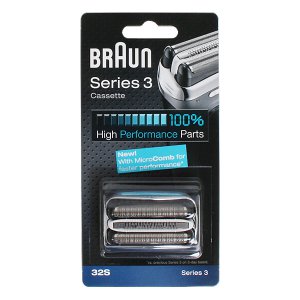 BRAUN
Series 3
Cassette
100%
High Performance Parts
New!
With MicroComb for
faster performance*
32S
Series 3